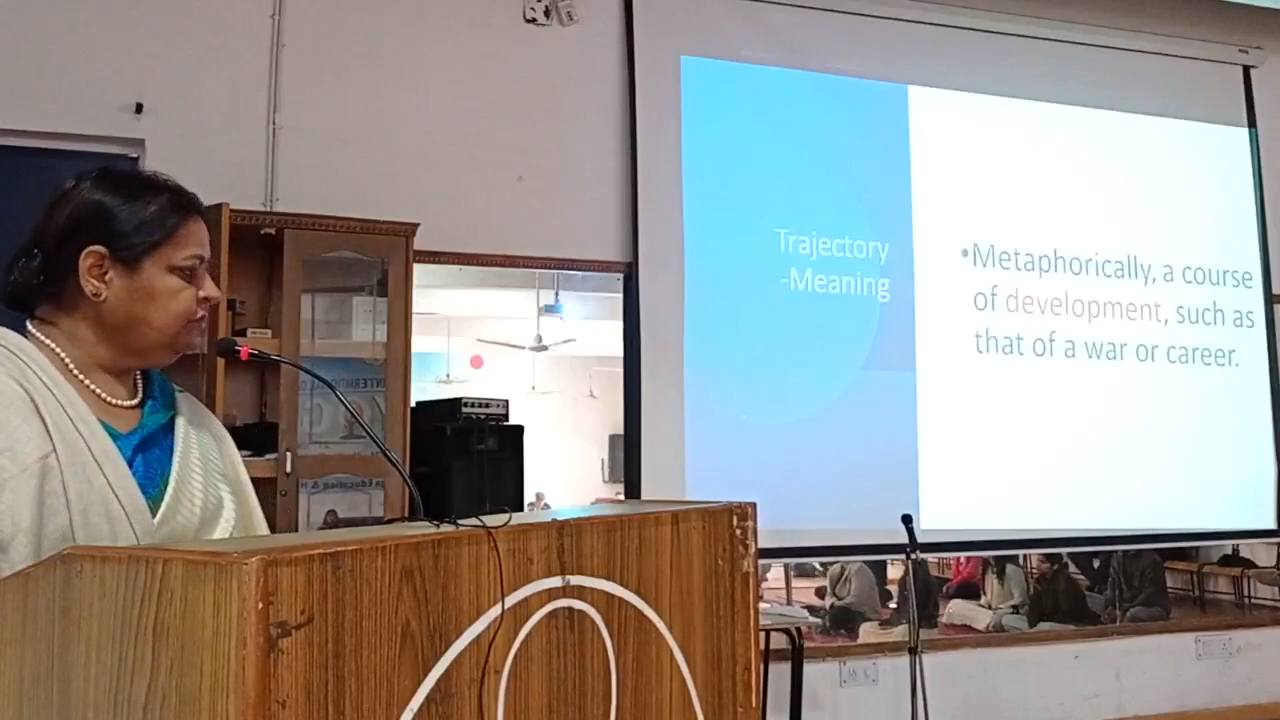 Trajectory
-Meaning
•Metaphorically, a course
of development, such as
that of a war or career.